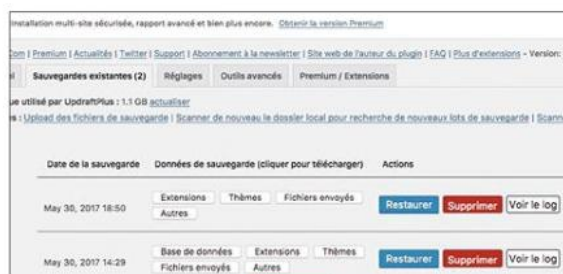 installation multi-site sécurisée, rapport avancé et bien plus encore. Obtenir la version Premium
Com | Premium | Actualités | Twitter | Support | Abonnement à la newsletter | Site web de l'auteur du plugin | FAQ | Plus d'extensions - Version:
el Sauvegardes existantes (2) Réglages Outils avancés Premium / Extensions
ue utilisé par UpdraftPlus : 1.1 GB actualiser
s : Upload des fichiers de sauvegarde | Scanner de nouveau le dossier local pour recherche de nouveaux lots de sauvegarde | Scann
Date de la sauvegarde Données de sauvegarde (cliquer pour télécharger) Actions
May 30, 2017 18:50 Extensions Thèmes Fichiers envoyés Autres Restaurer Supprimer Voir le log
May 30, 2017 14:29 Base de données Extensions Thèmes Fichiers envoyés Autres Restaurer Supprimer Voir le log